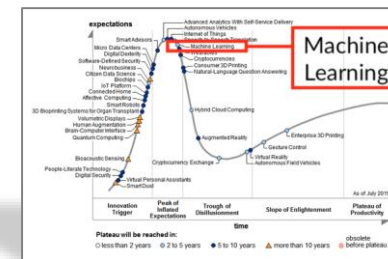 expectations
Advanced Analytics With Self-Service Delivery
Autonomous Vehicles
Internet of Things
Smart Advisors
Speech-to-Speech Translation
Micro Data Centers
Machine Learning
Digital Dexterity
Software-Defined Security
Cryptocurrencies
Neurobusiness
Consumer 3D Printing
Citizen Data Science
Natural-Language Question Answering
Biochips
IoT Platform
Connected Home
Affective Computing
Smart Robots
3D Bioprinting Systems for Organ Transplant
Volumetric Displays
Human Augmentation
Brain-Computer Interface
Quantum Computing
Hybrid Cloud Computing
Augmented Reality
Enterprise 3D Printing
Gesture Control
Bioacoustic Sensing
Cryptocurrency Exchange
Virtual Reality
Autonomous Field Vehicles
People-Literate Technology
Digital Security
Virtual Personal Assistants
Smart Dust
As of July 2015
Innovation Trigger
Peak of Inflated Expectations
Trough of Disillusionment
Slope of Enlightenment
Plateau of Productivity
time
Plateau will be reached in:
less than 2 years
2 to 5 years
5 to 10 years
more than 10 years
obsolete before plateau
Machine
Learning